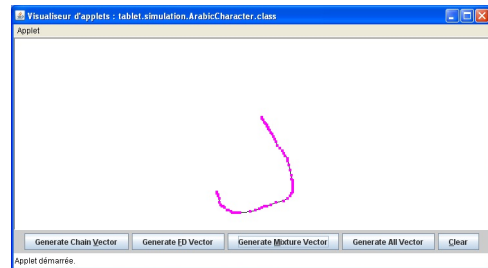 Visualiseur d'applets : tablet.simulation.ArabicCharacter.class
Applet
Generate Chain Vector Generate FD Vector Generate Mixture Vector Generate All Vector Clear
Applet démarrée.